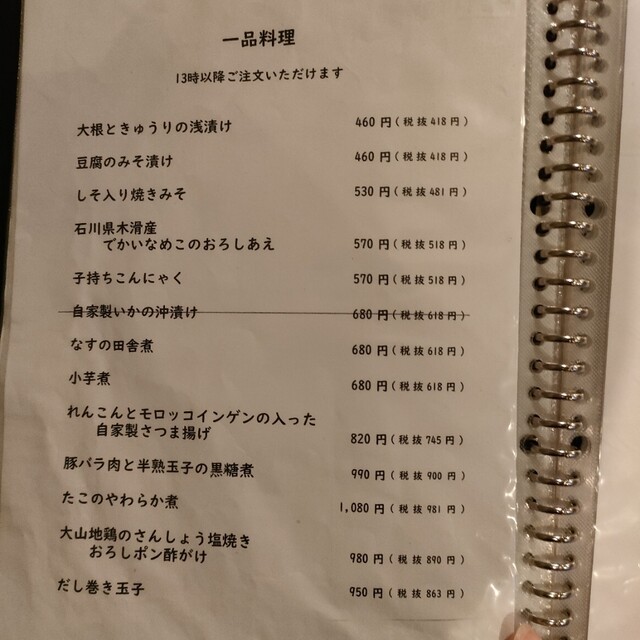 一品料理
13時以降ご注文いただけます
大根ときゅうりの浅漬け 460円(税抜418円)
豆腐のみそ漬け 460円(税抜418円)
しそ入り焼きみそ 530円(税抜481円)
石川県木滑産
でかいなめこのおろしあえ 570円(税抜518円)
子持ちこんにゃく 570円(税抜518円)
自家製いかの沖漬け 680円(税抜618円)
なすの田舎煮 680円(税抜618円)
小芋煮 680円(税抜618円)
れんこんとモロッコインゲンの入った
自家製さつま揚げ 820円(税抜745円)
豚バラ肉と半熟玉子の黒糖煮 990円(税抜900円)
たこのやわらか煮 1,080円(税抜981円)
大山地鶏のさんしょう塩焼き
おろしポン酢がけ 980円(税抜890円)
だし巻き玉子 950円(税抜863円)